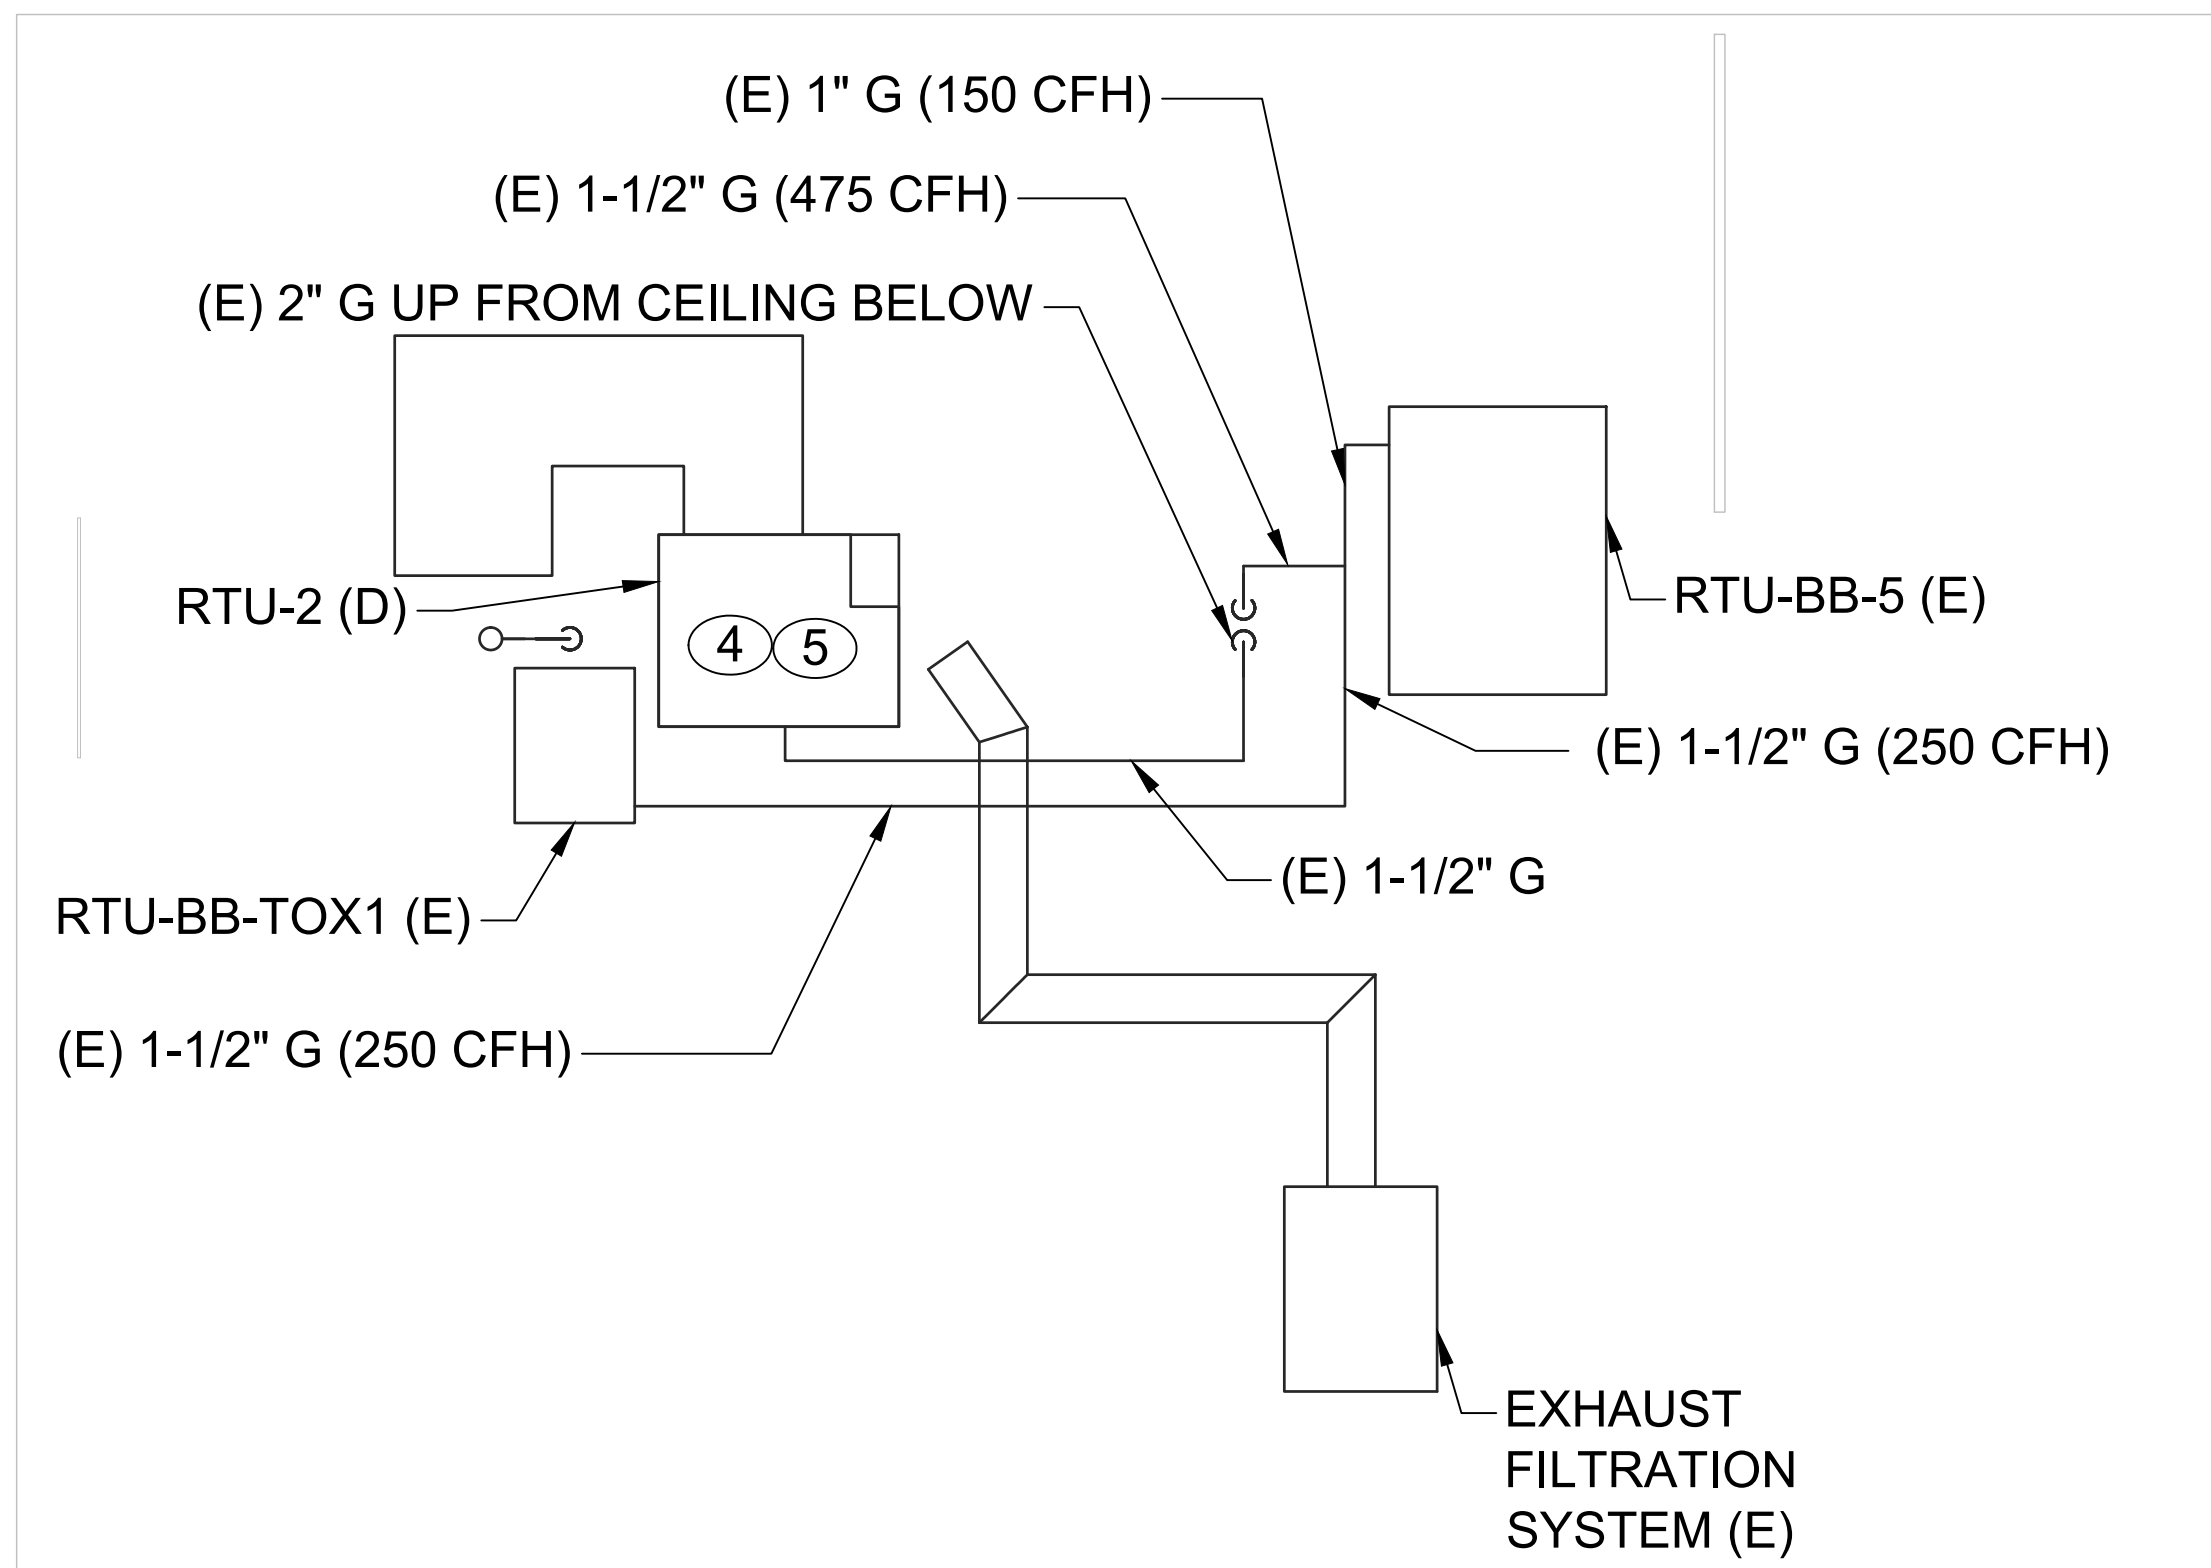 (E) 1" G (150 CFH)
(E) 1-1/2" G (475 CFH)
(E) 2" G UP FROM CEILING BELOW
RTU-2 (D)
4
5
RTU-BB-5 (E)
(E) 1-1/2" G (250 CFH)
(E) 1-1/2" G
RTU-BB-TOX1 (E)
(E) 1-1/2" G (250 CFH)
EXHAUST
FILTRATION
SYSTEM (E)